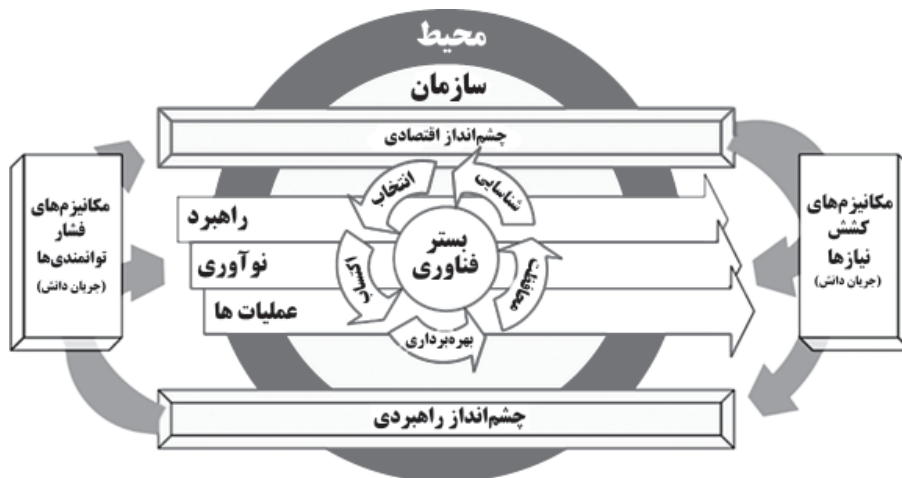 محیط
سازمان
چشم‌انداز اقتصادی
مکانیزم‌های
کشش
نیازها
(جریان دانش)
مکانیزم‌های
فشار
توانمندی‌ها
(جریان دانش)
شناسایی
انتخاب
راهبرد
بستر
فناوری
نوآوری
اکتساب
محافظت
عملیات ها
بهره‌برداری
چشم‌انداز راهبردی